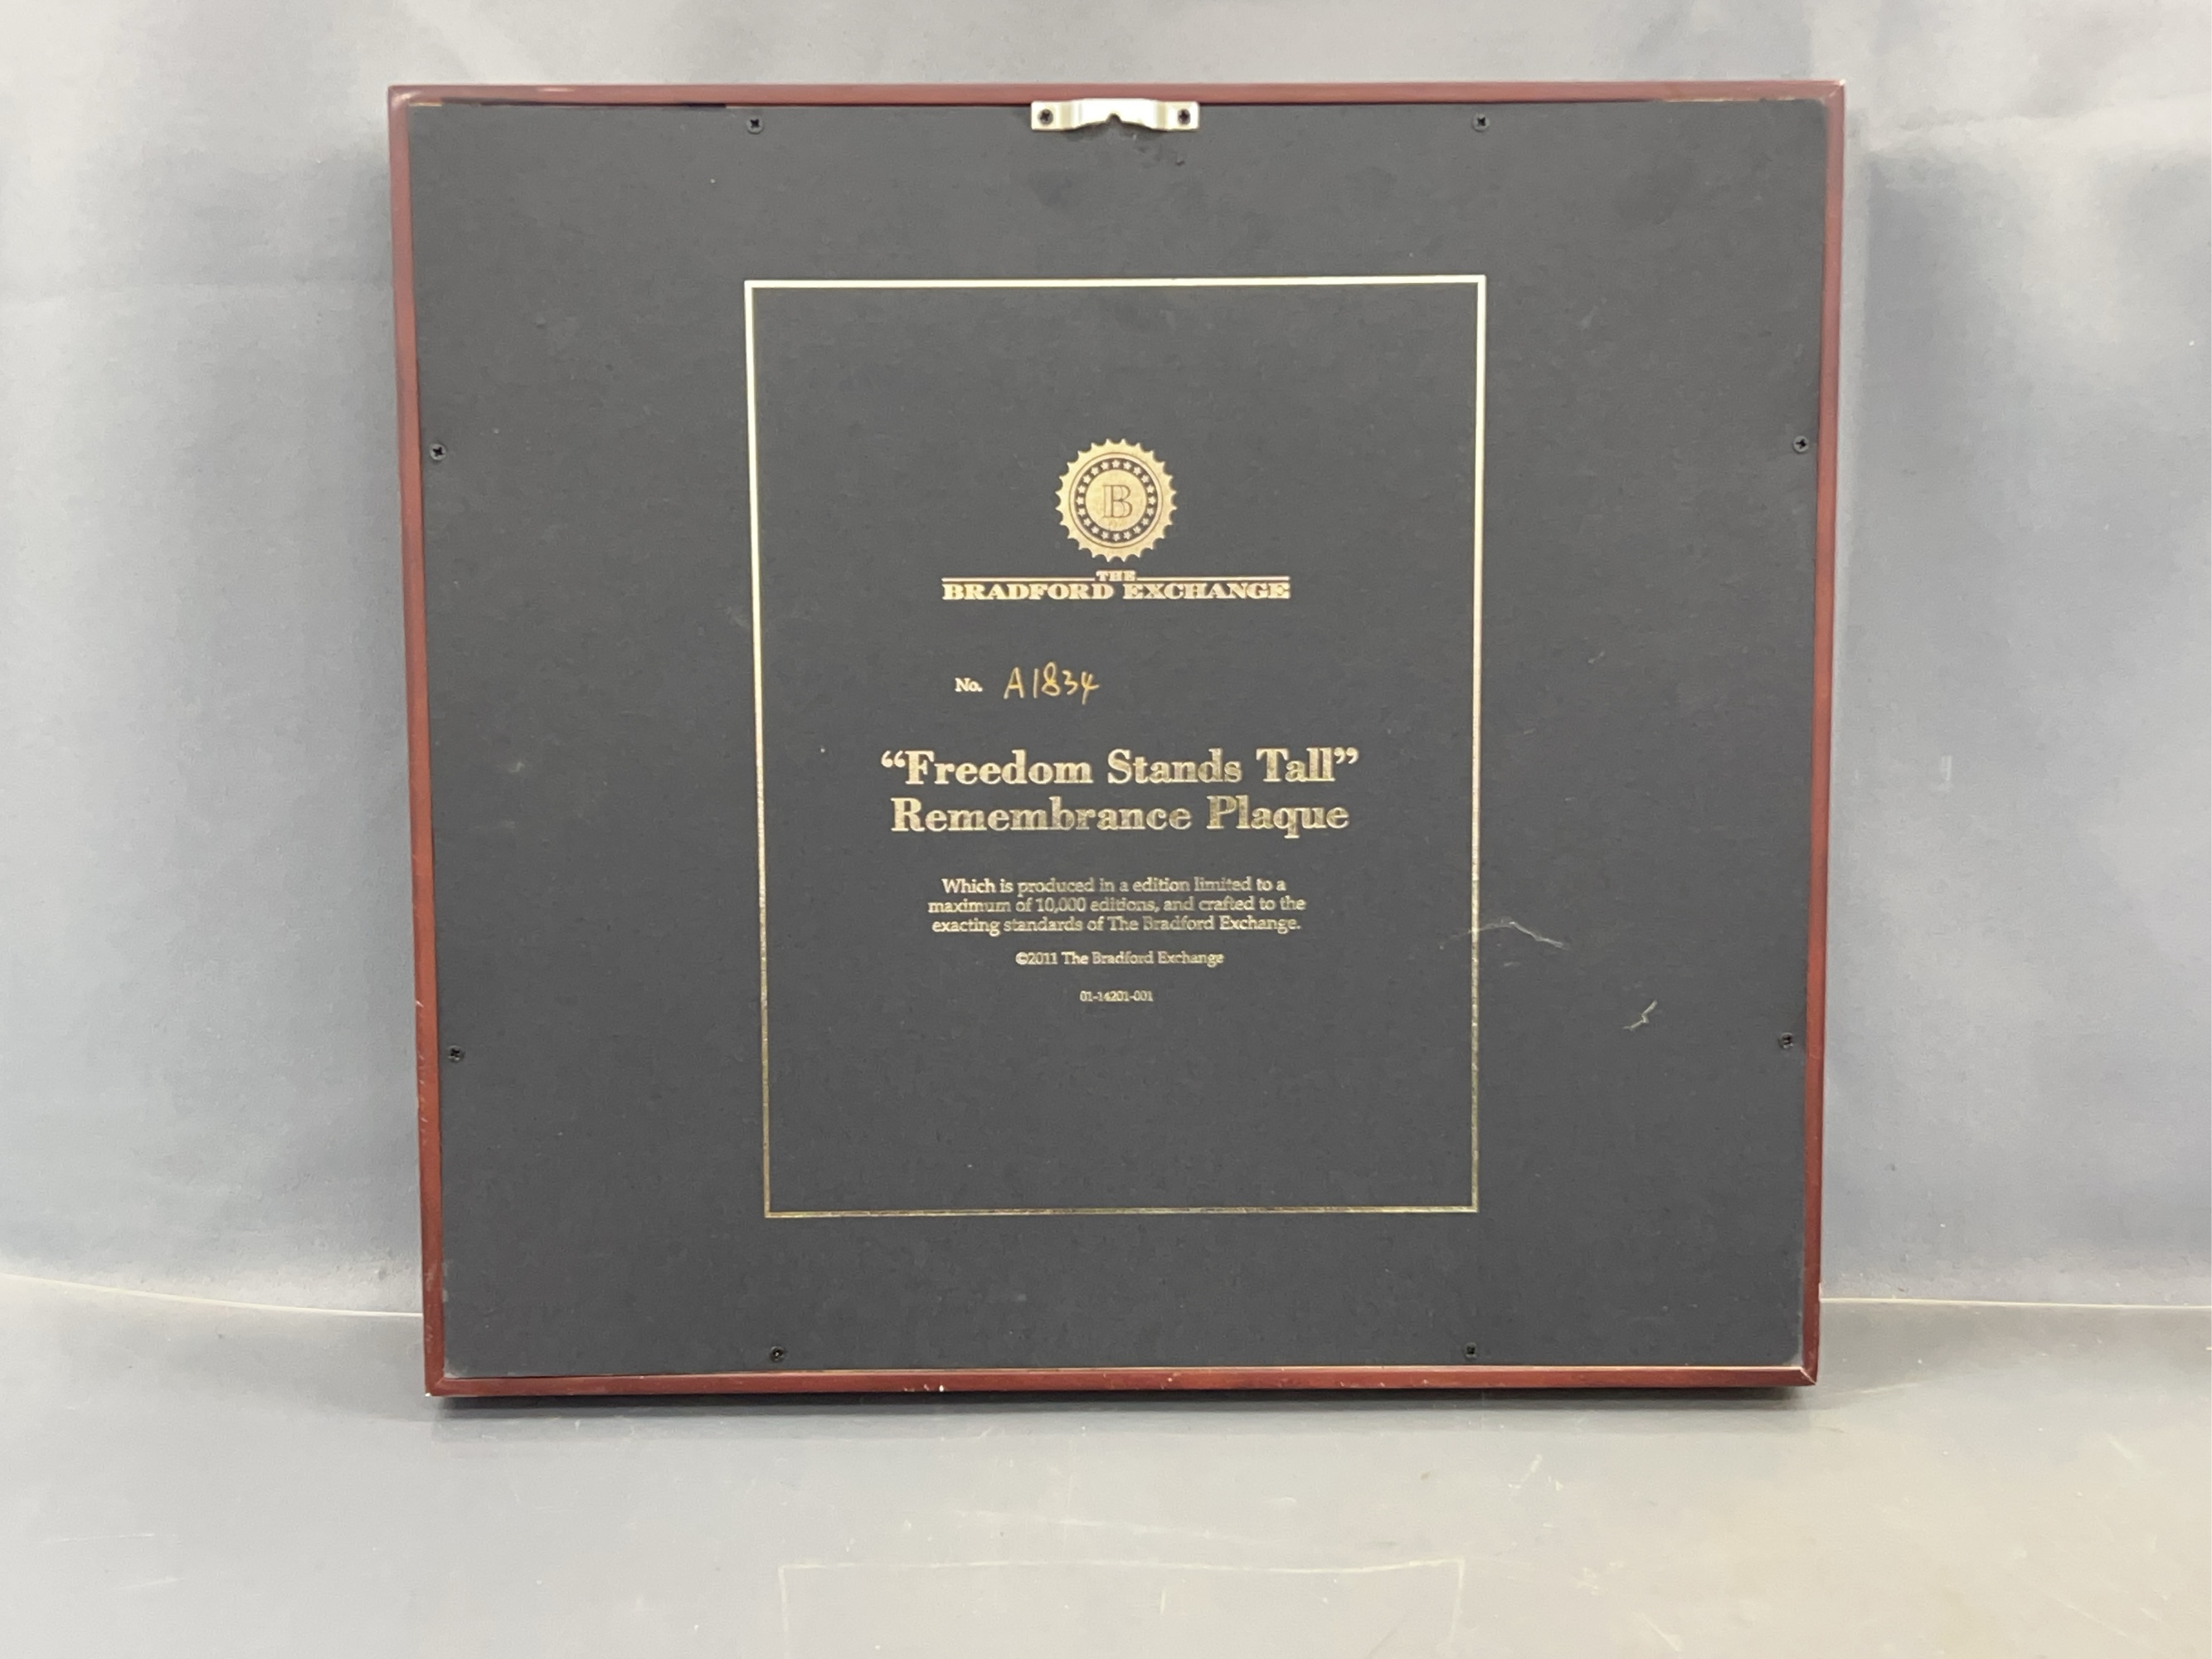 B
THE
BRADFORD EXCHANGE
No. A1834
“Freedom Stands Tall”
Remembrance Plaque
Which is produced in a edition limited to a
maximum of 10,000 editions, and crafted to the
exacting standards of The Bradford Exchange.
©2011 The Bradford Exchange
01-14201-001